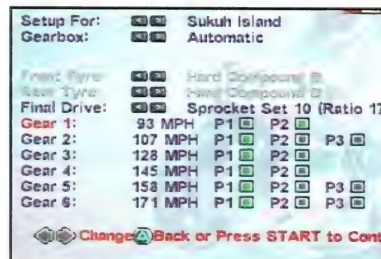 Setup For: Sukuh Island
Gearbox: Automatic
Front Tyre: Hard Compound B
Rear Tyre: Hard Compound
Final Drive: Sprocket Set 10 (Ratio 17
Gear 1: 93 MPH P1 P2
Gear 2: 107 MPH P1 P2 P3
Gear 3: 128 MPH P1 P2
Gear 4: 145 MPH P1 P2
Gear 5: 158 MPH P1 P2 P3
Gear 6: 171 MPH P1 P2 P3
Change Back or Press START to Cont